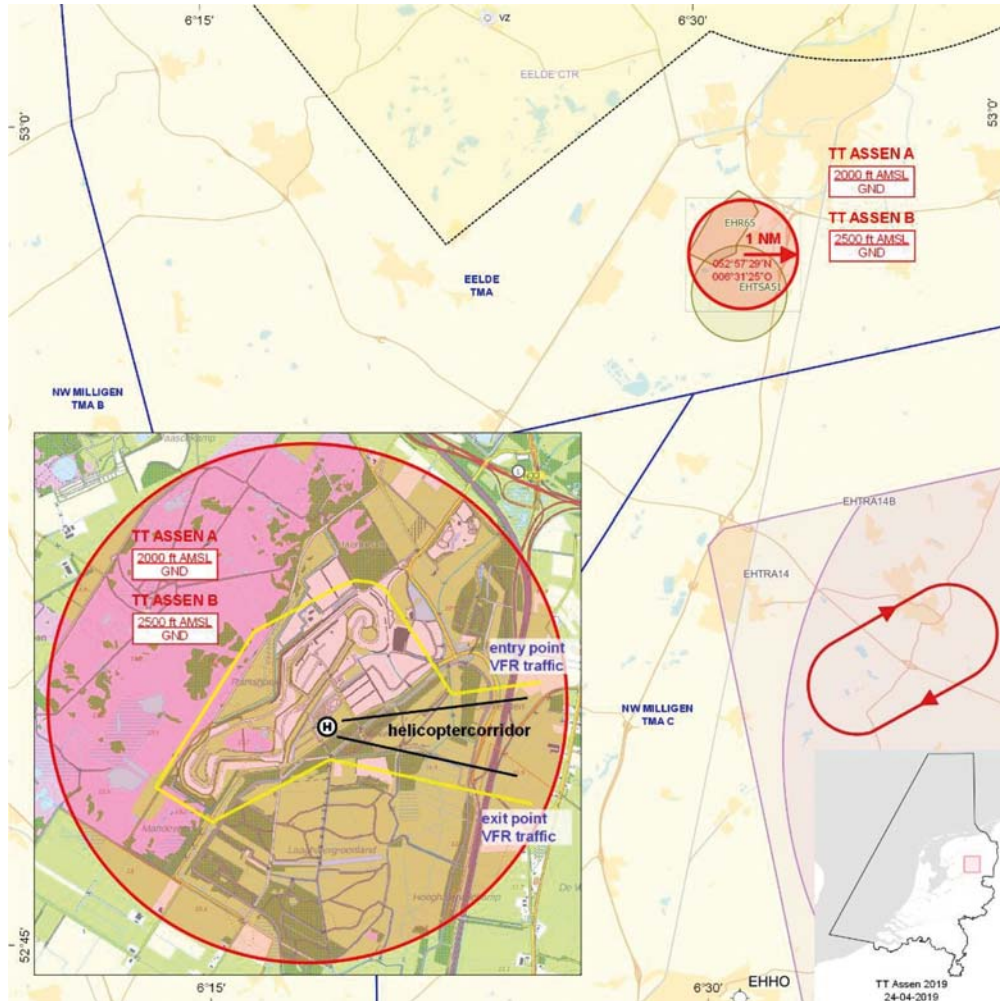 6°15'
6°30'
VZ
EELDE CTR
53°0'
53°0'
TT ASSEN A
2000 ft AMSL
GND
TT ASSEN B
2500 ft AMSL
GND
EHR65
1 NM
052°57'29"N
006°31'25"O
EHTSA51
EELDE
TMA
NW MILLIGEN
TMA B
TT ASSEN A
2000 ft AMSL
GND
TT ASSEN B
2500 ft AMSL
GND
entry point
VFR traffic
H
helicoptercorridor
exit point
VFR traffic
EHTRA14B
EHTRA14
NW MILLIGEN
TMA C
52°45'
6°15'
6°30'
EHHO
TT Assen 2019
24-04-2019